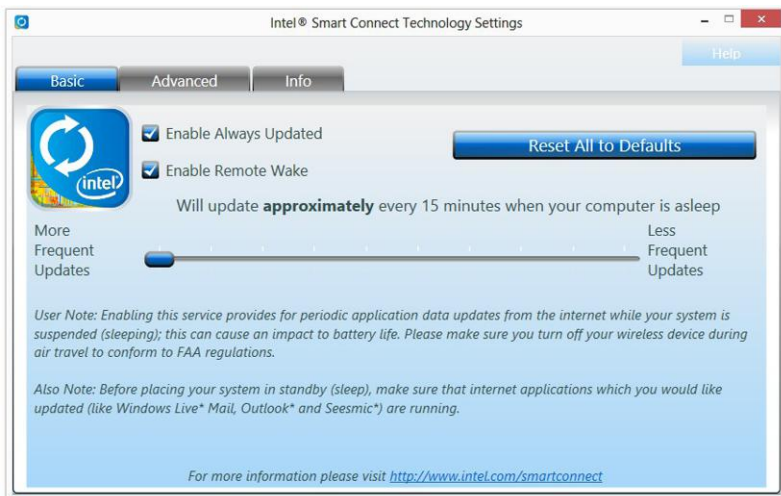 Intel® Smart Connect Technology Settings
Help
Basic Advanced Info
Enable Always Updated
Enable Remote Wake
Reset All to Defaults
intel
Will update approximately every 15 minutes when your computer is asleep
More
Frequent
Updates
Less
Frequent
Updates
User Note: Enabling this service provides for periodic application data updates from the internet while your system is
suspended (sleeping); this can cause an impact to battery life. Please make sure you turn off your wireless device during
air travel to conform to FAA regulations.
Also Note: Before placing your system in standby (sleep), make sure that internet applications which you would like
updated (like Windows Live* Mail, Outlook* and Seesmic*) are running.
For more information please visit http://www.intel.com/smartconnect